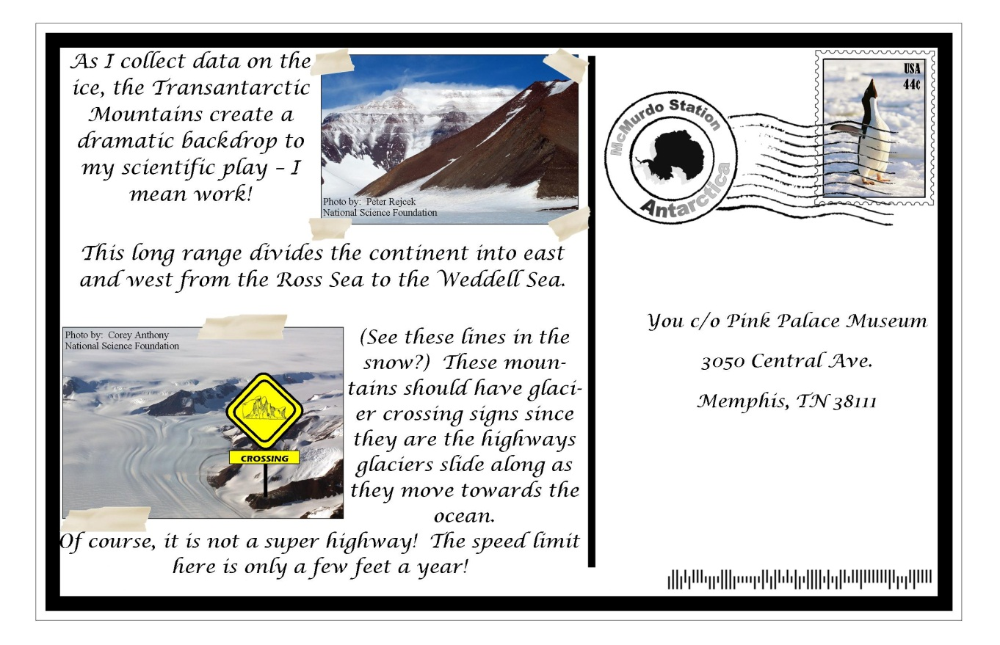 As I collect data on the
ice, the Transantarctic
Mountains create a
dramatic backdrop to
my scientific play – I
mean work!
Photo by: Peter Rejcek
National Science Foundation
This long range divides the continent into east
and west from the Ross Sea to the Weddell Sea.
Photo by: Corey Anthony
National Science Foundation
CROSSING
(See these lines in the
snow?) These moun-
tains should have glaci-
er crossing signs since
they are the highways
glaciers slide along as
they move towards the
ocean.
Of course, it is not a super highway! The speed limit
here is only a few feet a year!
McMurdo Station
Antarctica
USA
44¢
You c/o Pink Palace Museum
3050 Central Ave.
Memphis, TN 38111